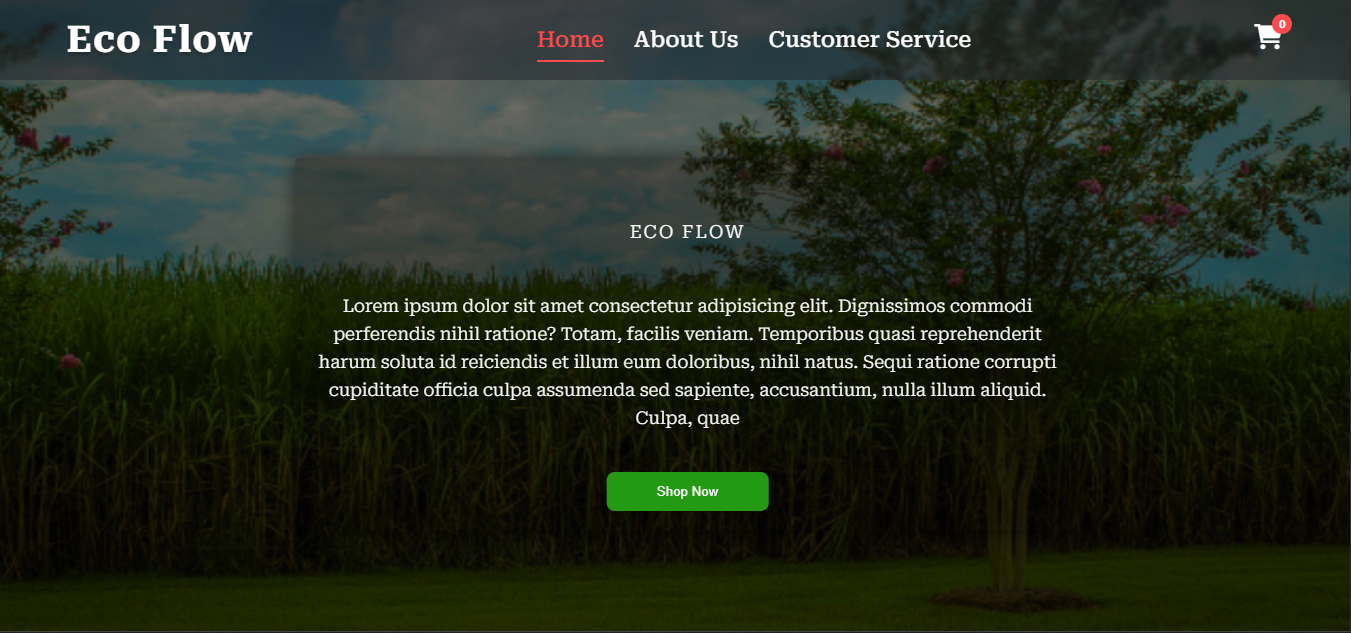 Eco Flow
Home About Us Customer Service
0
ECO FLOW
Lorem ipsum dolor sit amet consectetur adipisicing elit. Dignissimos commodi
perferendis nihil ratione? Totam, facilis veniam. Temporibus quasi reprehenderit
harum soluta id reiciendis et illum eum doloribus, nihil natus. Sequi ratione corrupti
cupiditate officia culpa assumenda sed sapiente, accusantium, nulla illum aliquid.
Culpa, quae
Shop Now